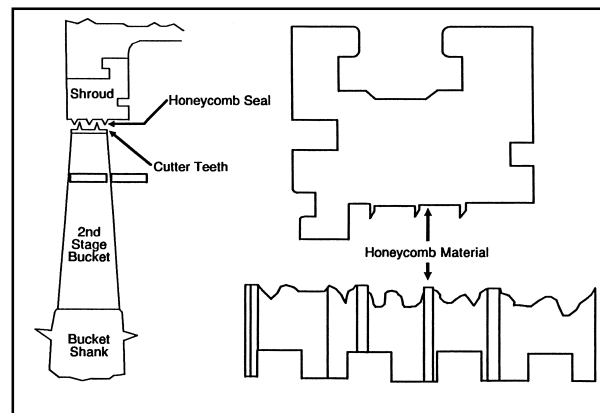 Shroud
Honeycomb Seal
Cutter Teeth
2nd
Stage
Bucket
Bucket
Shank
Honeycomb Material